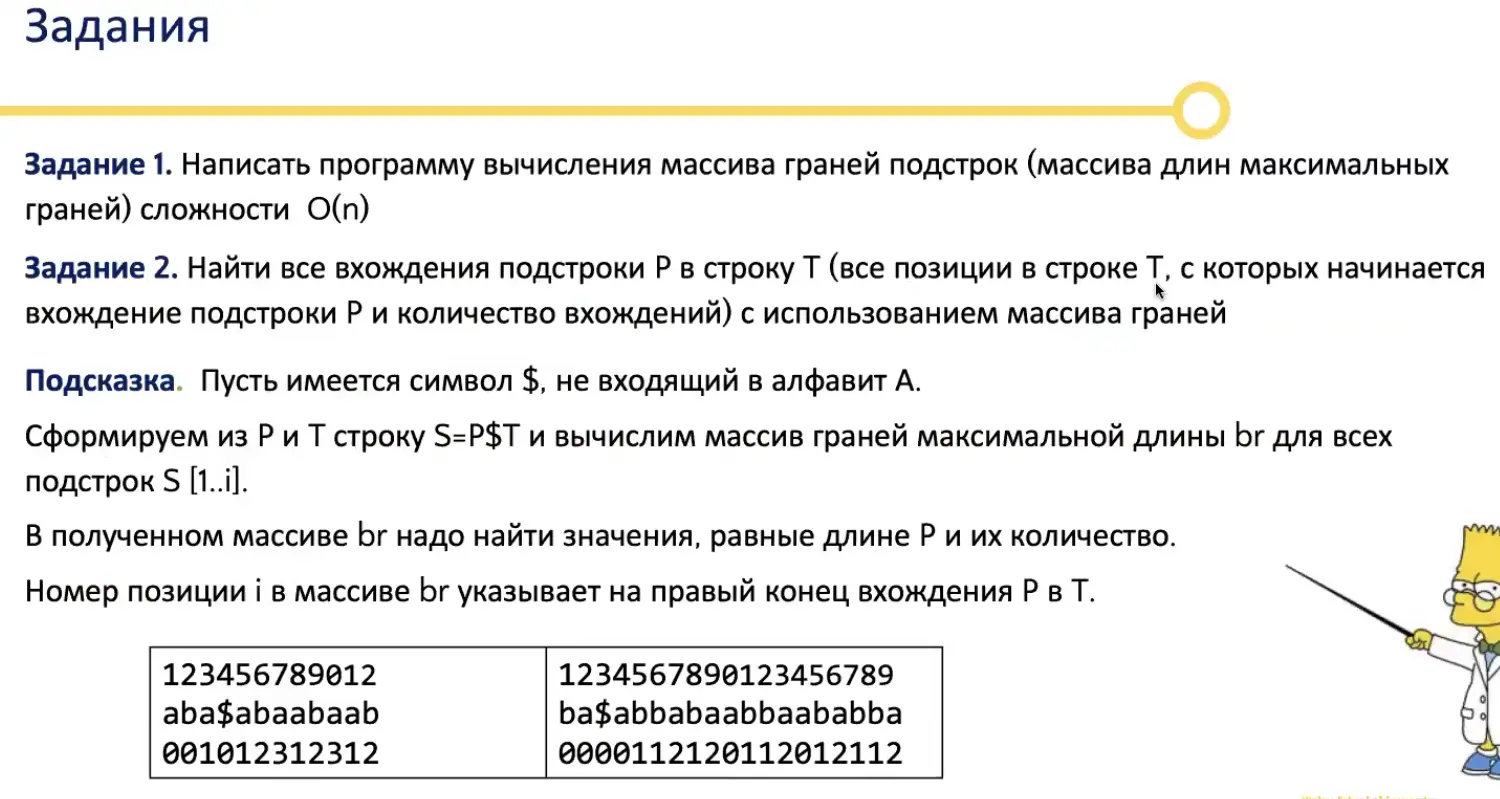 Задания
Задание 1. Написать программу вычисления массива граней подстрок (массива длин максимальных
граней) сложности O(n)
Задание 2. Найти все вхождения подстроки P в строку T (все позиции в строке T, с которых начинается
вхождение подстроки P и количество вхождений) с использованием массива граней
Подсказка. Пусть имеется символ $, не входящий в алфавит A.
Сформируем из P и T строку S=P$T и вычислим массив граней максимальной длины br для всех
подстрок S [1..i].
В полученном массиве br надо найти значения, равные длине P и их количество.
Номер позиции i в массиве br указывает на правый конец вхождения P в T.
123456789012
aba$abaabaab
001012312312
1234567890123456789
ba$abbabaabbaababba
0000112120112012112